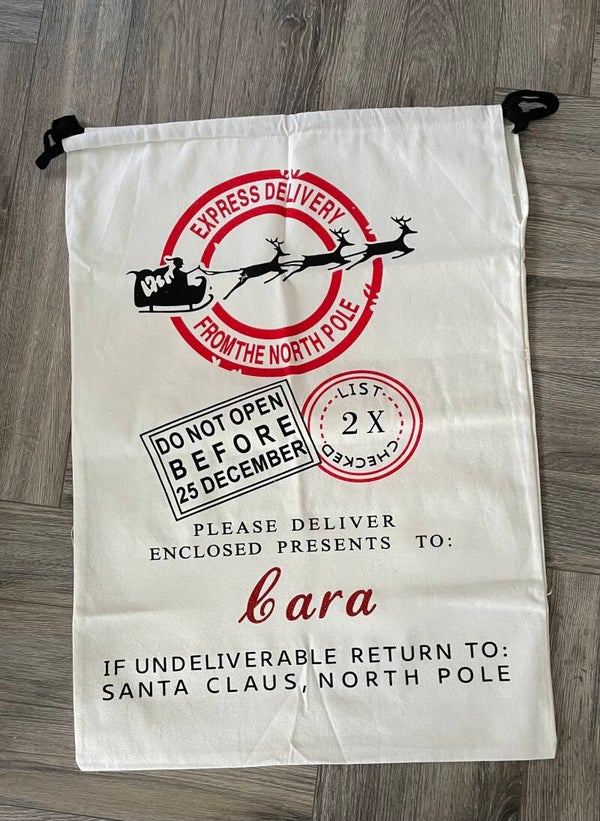 EXPRESS DELIVERY
FROM THE NORTH POLE
DO NOT OPEN
BEFORE
25 DECEMBER
LIST
2 X
CHECKED
PLEASE DELIVER
ENCLOSED PRESENTS TO:
Cara
IF UNDELIVERABLE RETURN TO:
SANTA CLAUS, NORTH POLE